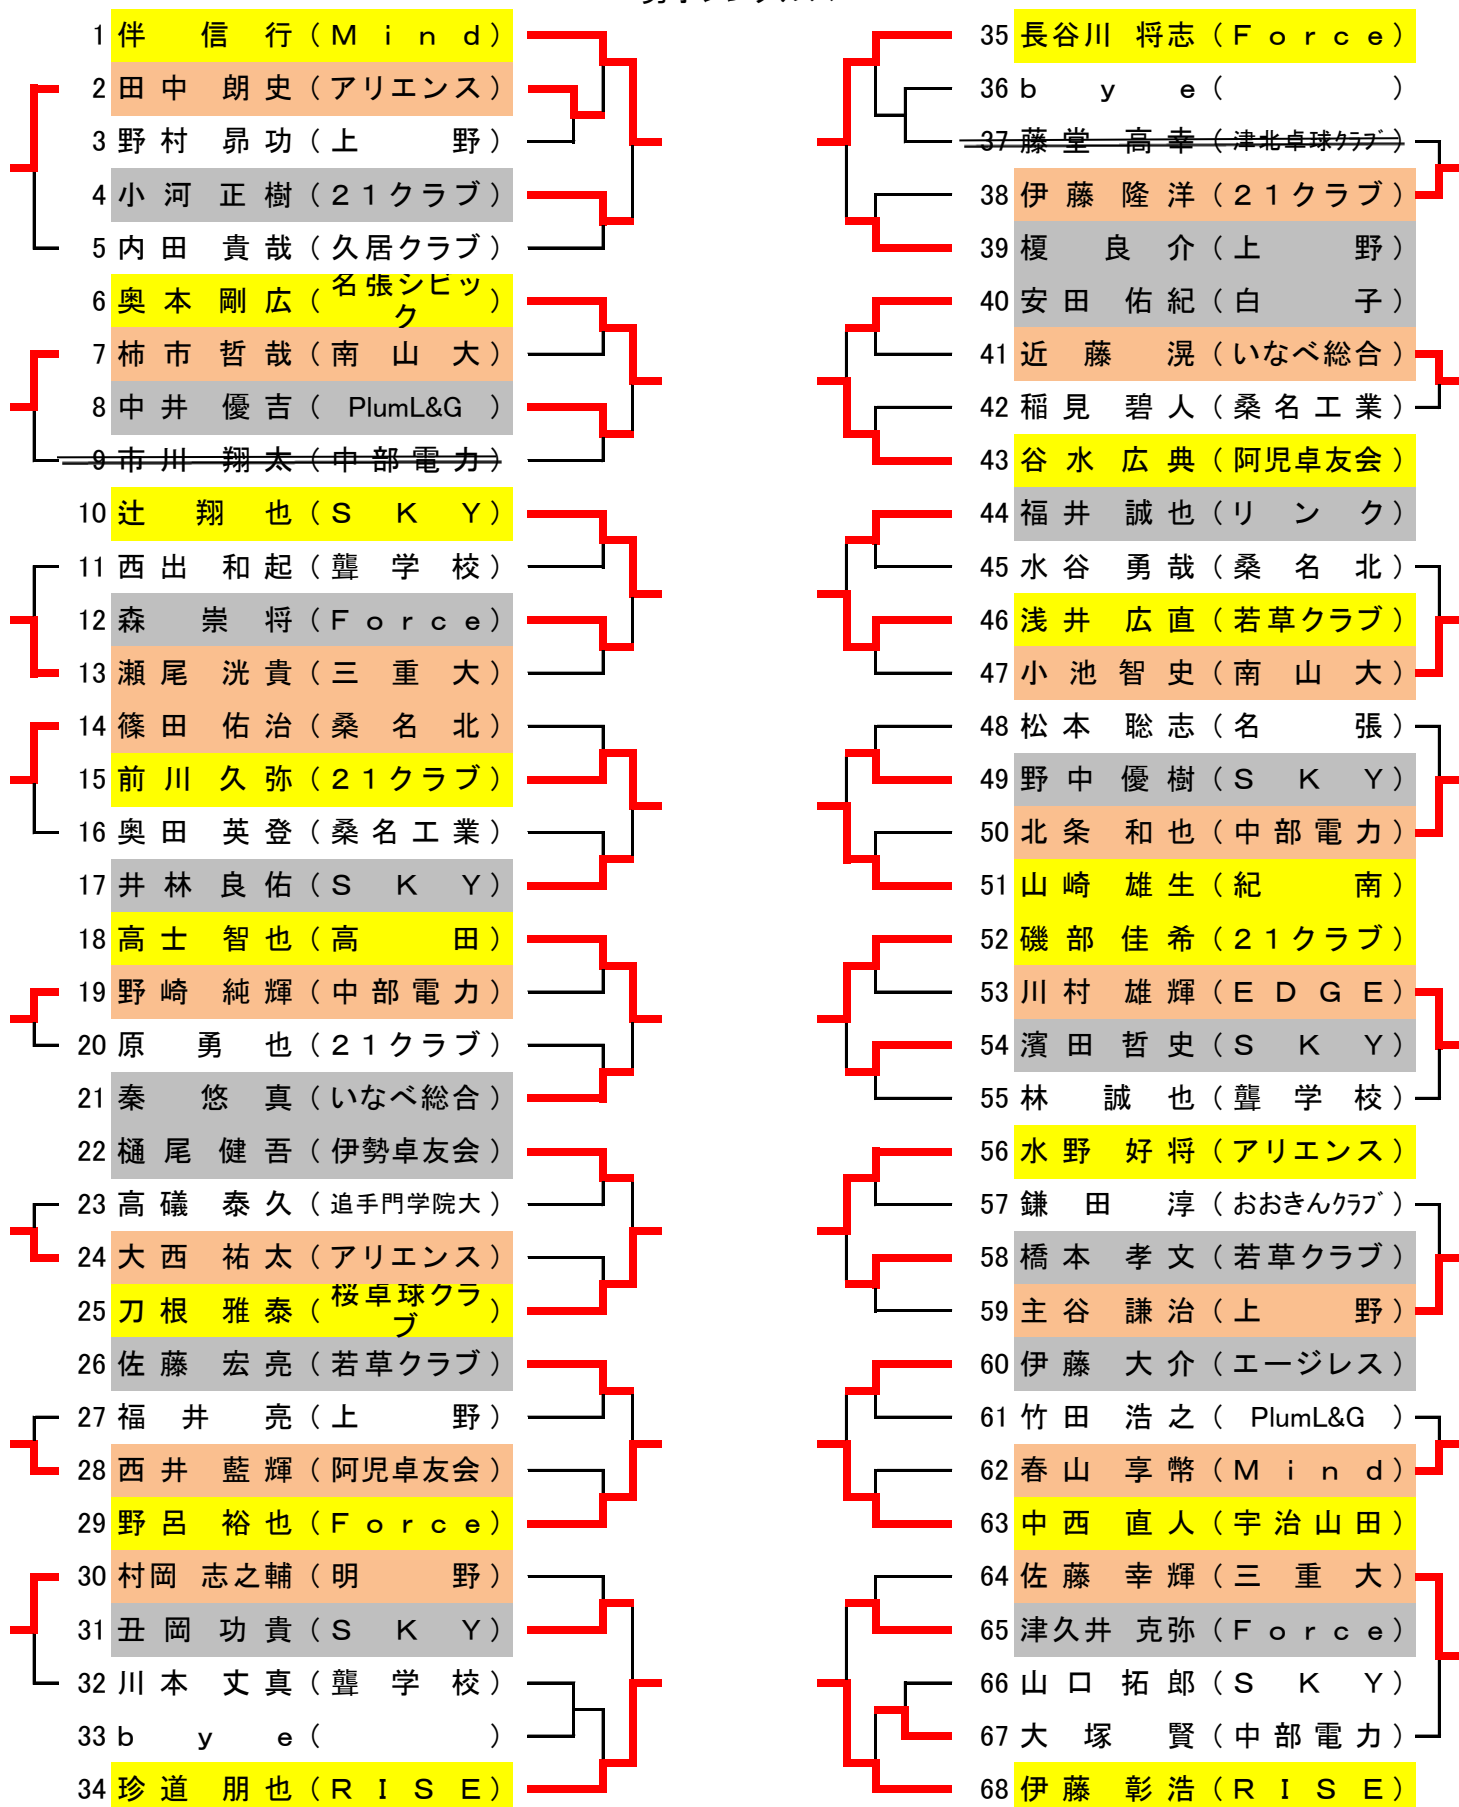 1 伴 信 行 ( M i n d )
2 田 中 朗 史 ( アリエンス )
3 野 村 昴 功 ( 上 野 )
4 小 河 正 樹 ( 21クラブ )
5 内 田 貴 哉 ( 久居クラブ )
6 奥 本 剛 広 ( 名張シビック )
7 柿 市 哲 哉 ( 南 山 大 )
8 中 井 優 吉 ( PlumL&G )
9 市 川 翔 太 ( 中 部 電 力 )
10 辻 翔 也 ( S K Y )
11 西 出 和 起 ( 聾 学 校 )
12 森 崇 将 ( F o r c e )
13 瀬 尾 洸 貴 ( 三 重 大 )
14 篠 田 佑 治 ( 桑 名 北 )
15 前 川 久 弥 ( 21クラブ )
16 奥 田 英 登 ( 桑 名 工 業 )
17 井 林 良 佑 ( S K Y )
18 高 士 智 也 ( 高 田 )
19 野 崎 純 輝 ( 中 部 電 力 )
20 原 勇 也 ( 21クラブ )
21 秦 悠 真 ( いなべ総合 )
22 樋 尾 健 吾 ( 伊勢卓友会 )
23 高 礒 泰 久 ( 追手門学院大 )
24 大 西 祐 太 ( アリエンス )
25 刀 根 雅 泰 ( 桜卓球クラブ )
26 佐 藤 宏 亮 ( 若草クラブ )
27 福 井 亮 ( 上 野 )
28 西 井 藍 輝 ( 阿児卓友会 )
29 野 呂 裕 也 ( F o r c e )
30 村岡 志之輔 ( 明 野 )
31 丑 岡 功 貴 ( S K Y )
32 川 本 丈 真 ( 聾 学 校 )
33 b y e ( )
34 珍 道 朋 也 ( R I S E )
35 長谷川 将志 ( F o r c e )
36 b y e ( )
37 藤 堂 高 幸 ( 津北卓球クラブ )
38 伊 藤 隆 洋 ( 21クラブ )
39 榎 良 介 ( 上 野 )
40 安 田 佑 紀 ( 白 子 )
41 近 藤 滉 ( いなべ総合 )
42 稲 見 碧 人 ( 桑 名 工 業 )
43 谷 水 広 典 ( 阿児卓友会 )
44 福 井 誠 也 ( リ ン ク )
45 水 谷 勇 哉 ( 桑 名 北 )
46 浅 井 広 直 ( 若草クラブ )
47 小 池 智 史 ( 南 山 大 )
48 松 本 聡 志 ( 名 張 )
49 野 中 優 樹 ( S K Y )
50 北 条 和 也 ( 中 部 電 力 )
51 山 崎 雄 生 ( 紀 南 )
52 磯 部 佳 希 ( 21クラブ )
53 川 村 雄 輝 ( E D G E )
54 濱 田 哲 史 ( S K Y )
55 林 誠 也 ( 聾 学 校 )
56 水 野 好 将 ( アリエンス )
57 鎌 田 淳 ( おおきんクラブ )
58 橋 本 孝 文 ( 若草クラブ )
59 主 谷 謙 治 ( 上 野 )
60 伊 藤 大 介 ( エージレス )
61 竹 田 浩 之 ( PlumL&G )
62 春 山 享 幣 ( M i n d )
63 中 西 直 人 ( 宇 治 山 田 )
64 佐 藤 幸 輝 ( 三 重 大 )
65 津久井 克弥 ( F o r c e )
66 山 口 拓 郎 ( S K Y )
67 大 塚 賢 ( 中 部 電 力 )
68 伊 藤 彰 浩 ( R I S E )